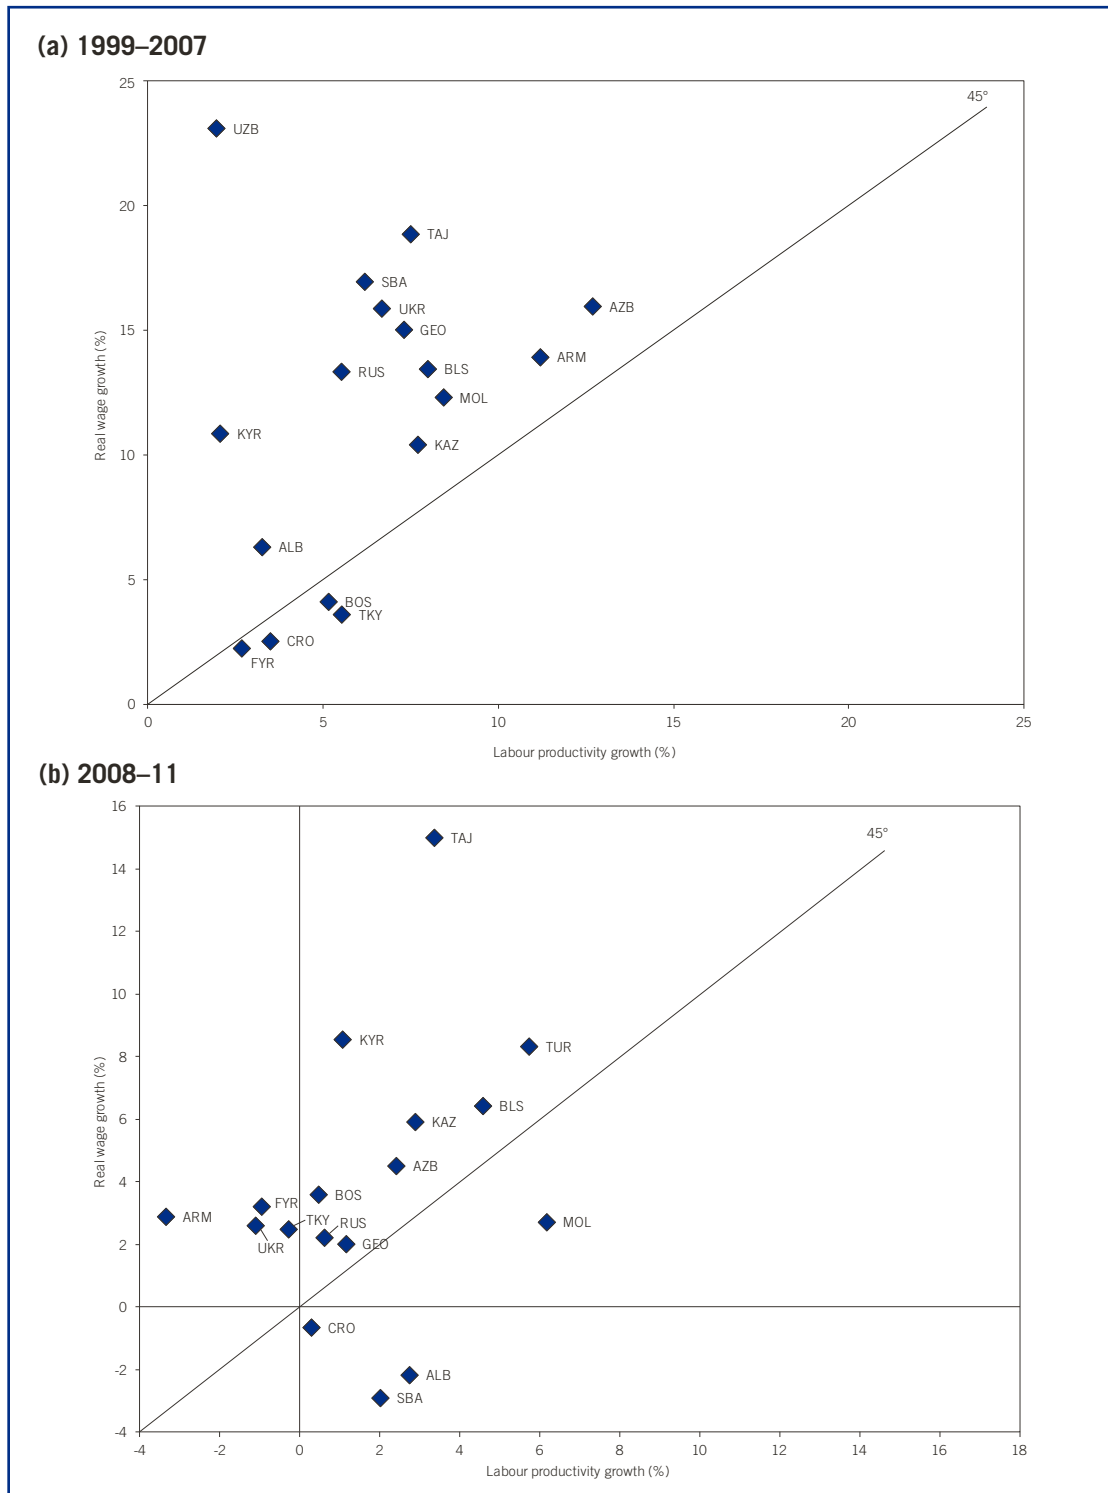 (a) 1999–2007
25
45°
UZB
20
TAJ
SBA
UKR
AZB
GEO
15
ARM
RUS
BLS
MOL
KYR
KAZ
10
ALB
5
BOS
TKY
CRO
FYR
0
Real wage growth (%)
0 5 10 15 20 25
Labour productivity growth (%)
(b) 2008–11
16
45°
TAJ
14
12
10
KYR
TUR
8
BLS
6
KAZ
AZB
4
BOS
FYR
ARM
TKY
RUS
MOL
UKR
GEO
2
0
CRO
-2
ALB
SBA
-4
Real wage growth (%)
-4 -2 0 2 4 6 8 10 12 14 16 18
Labour productivity growth (%)